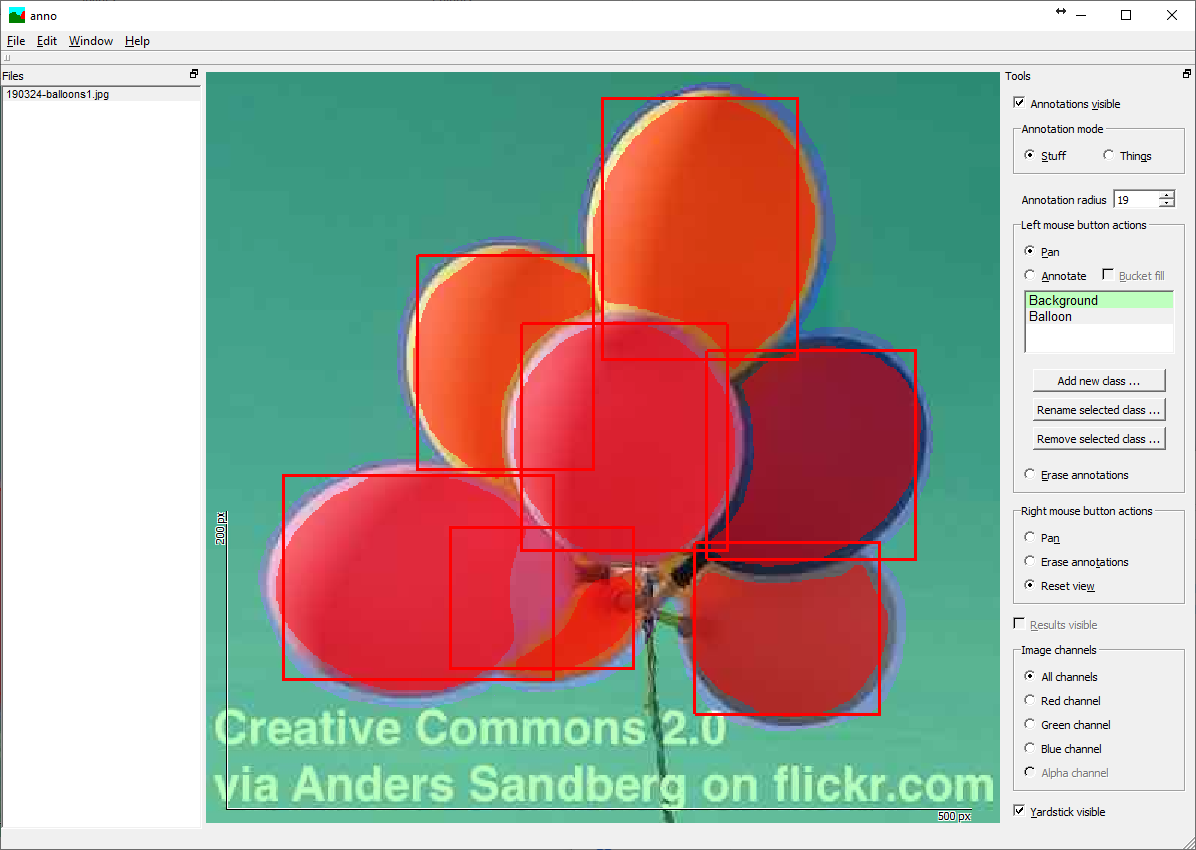 anno
File Edit Window Help
Files
190324-balloons1.jpg
200 px
Creative Commons 2.0
via Anders Sandberg on flickr.com
500 px
Tools
Annotations visible
Annotation mode
Stuff Things
Annotation radius 19
Left mouse button actions
Pan
Annotate Bucket fill
Background
Balloon
Add new class ...
Rename selected class ...
Remove selected class ...
Erase annotations
Right mouse button actions
Pan
Erase annotations
Reset view
Results visible
Image channels
All channels
Red channel
Green channel
Blue channel
Alpha channel
Yardstick visible